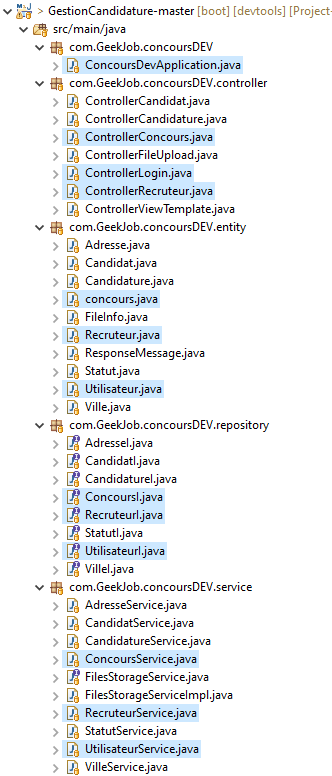 > GestionCandidature-master [boot] [devtools] [Project-
src/main/java
com.GeekJob.concoursDEV
ConcoursDevApplication.java
com.GeekJob.concoursDEV.controller
ControllerCandidat.java
ControllerCandidature.java
ControllerConcours.java
ControllerFileUpload.java
ControllerLogin.java
ControllerRecruteur.java
ControllerViewTemplate.java
com.GeekJob.concoursDEV.entity
Adresse.java
Candidat.java
Candidature.java
concours.java
FileInfo.java
Recruteur.java
ResponseMessage.java
Statut.java
Utilisateur.java
Ville.java
com.GeekJob.concoursDEV.repository
AdresseI.java
CandidatI.java
CandidatureI.java
ConcoursI.java
RecruteurI.java
StatutI.java
UtilisateurI.java
VilleI.java
com.GeekJob.concoursDEV.service
AdresseService.java
CandidatService.java
CandidatureService.java
ConcoursService.java
FilesStorageService.java
FilesStorageServiceImpl.java
RecruteurService.java
StatutService.java
UtilisateurService.java
VilleService.java